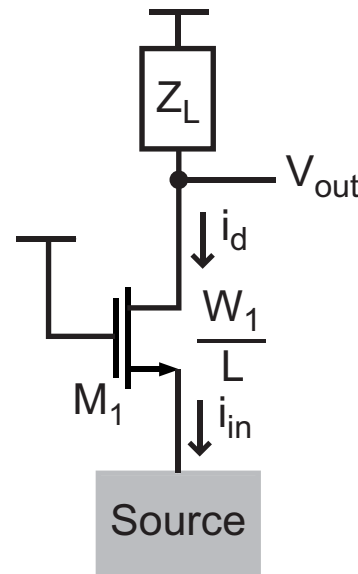 Z_L
V_out
i_d
W_1
L
M_1
i_in
Source